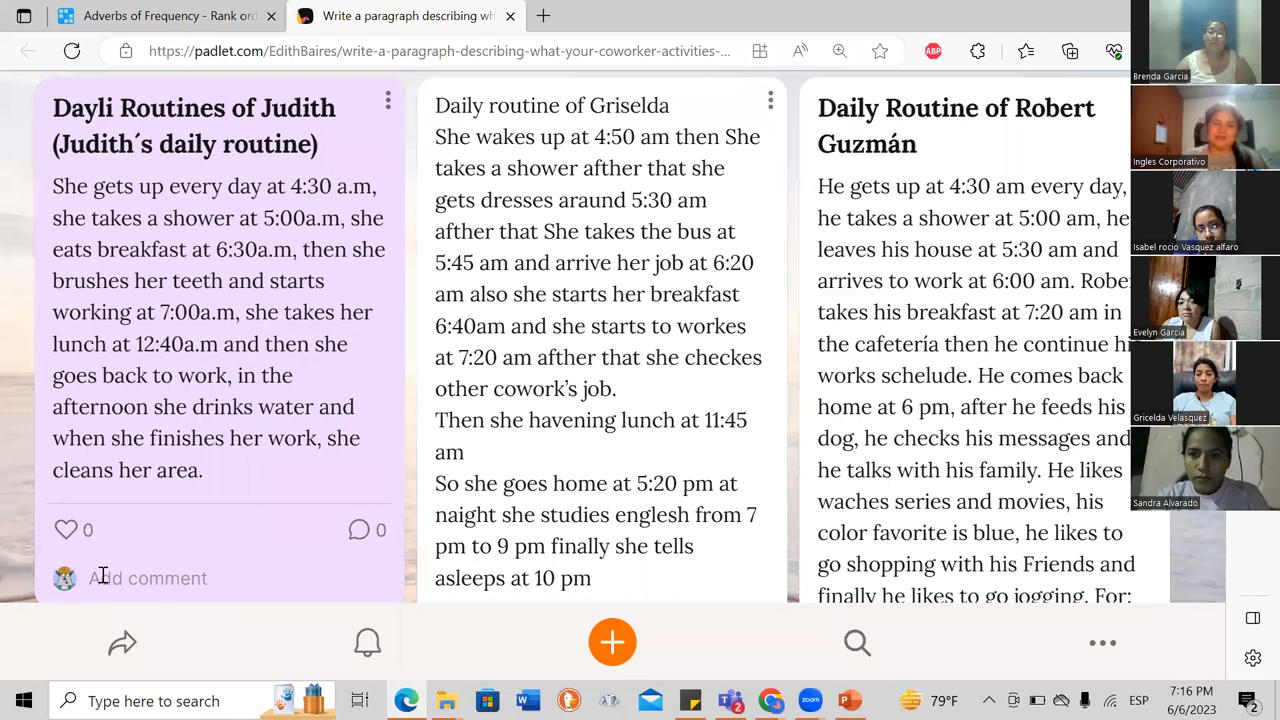 Adverbs of Frequency - Rank orde
Write a paragraph describing wh
https://padlet.com/EdithBaires/write-a-paragraph-describing-what-your-coworker-activities-...
ABP
Dayli Routines of Judith
(Judith´s daily routine)
She gets up every day at 4:30 a.m,
she takes a shower at 5:00a.m, she
eats breakfast at 6:30a.m, then she
brushes her teeth and starts
working at 7:00a.m, she takes her
lunch at 12:40a.m and then she
goes back to work, in the
afternoon she drinks water and
when she finishes her work, she
cleans her area.
0
0
Add comment
Daily routine of Griselda
She wakes up at 4:50 am then She
takes a shower afther that she
gets dresses araund 5:30 am
afther that She takes the bus at
5:45 am and arrive her job at 6:20
am also she starts her breakfast
6:40am and she starts to workes
at 7:20 am afther that she checkes
other cowork’s job.
Then she havening lunch at 11:45
am
So she goes home at 5:20 pm at
naight she studies englesh from 7
pm to 9 pm finally she tells
asleeps at 10 pm
Daily Routine of Robert
Guzmán
He gets up at 4:30 am every day,
he takes a shower at 5:00 am, he
leaves his house at 5:30 am and
arrives to work at 6:00 am. Robe
takes his breakfast at 7:20 am in
the cafetería then he continue hi
works schelude. He comes back
home at 6 pm, after he feeds his
dog, he checks his messages and
he talks with his family. He likes
waches series and movies, his
color favorite is blue, he likes to
go shopping with his Friends and
finally he likes to go jogging. For:
Brenda Garcia
Ingles Corporativo
Isabel rocio Vasquez alfaro
Evelyn García
Gricelda Velasquez
Sandra Alvarado
Type here to search
2
zoom
79°F
ESP
7:16 PM
6/6/2023
2